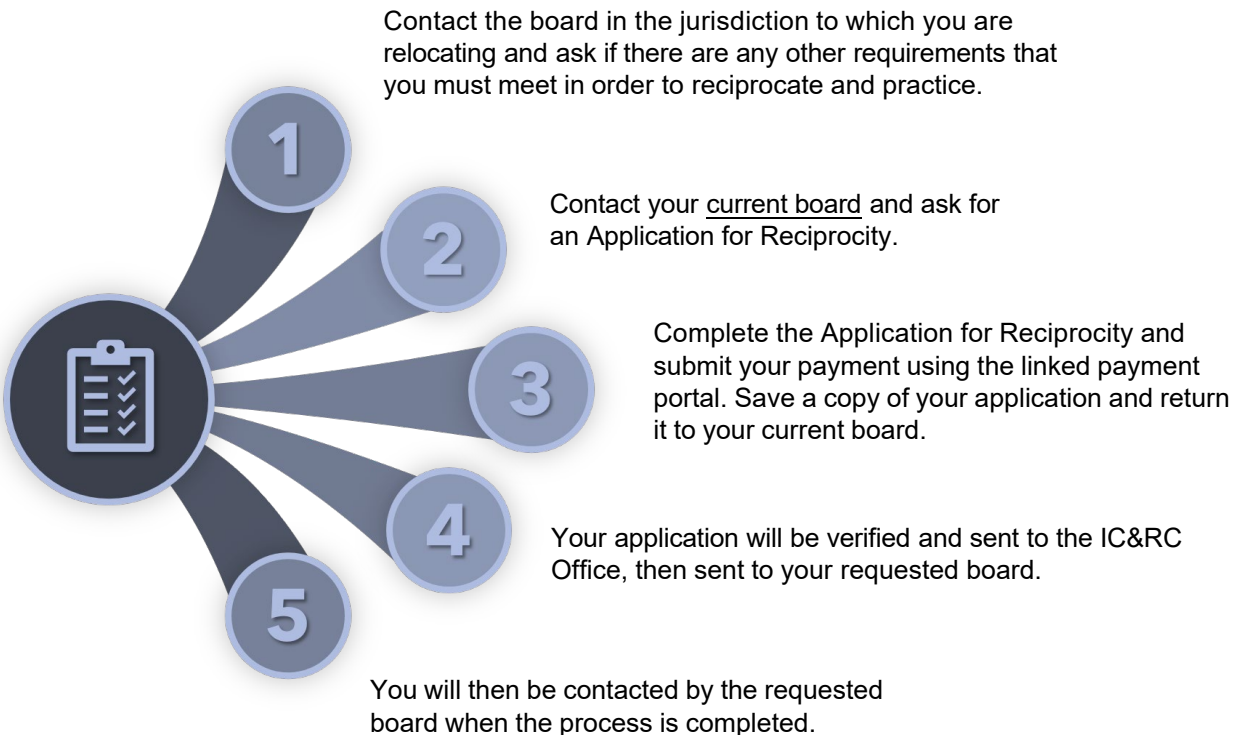 Contact the board in the jurisdiction to which you are
relocating and ask if there are any other requirements that
you must meet in order to reciprocate and practice.
1
Contact your current board and ask for
an Application for Reciprocity.
2
Complete the Application for Reciprocity and
submit your payment using the linked payment
portal. Save a copy of your application and return
it to your current board.
3
Your application will be verified and sent to the IC&RC
Office, then sent to your requested board.
4
5
You will then be contacted by the requested
board when the process is completed.